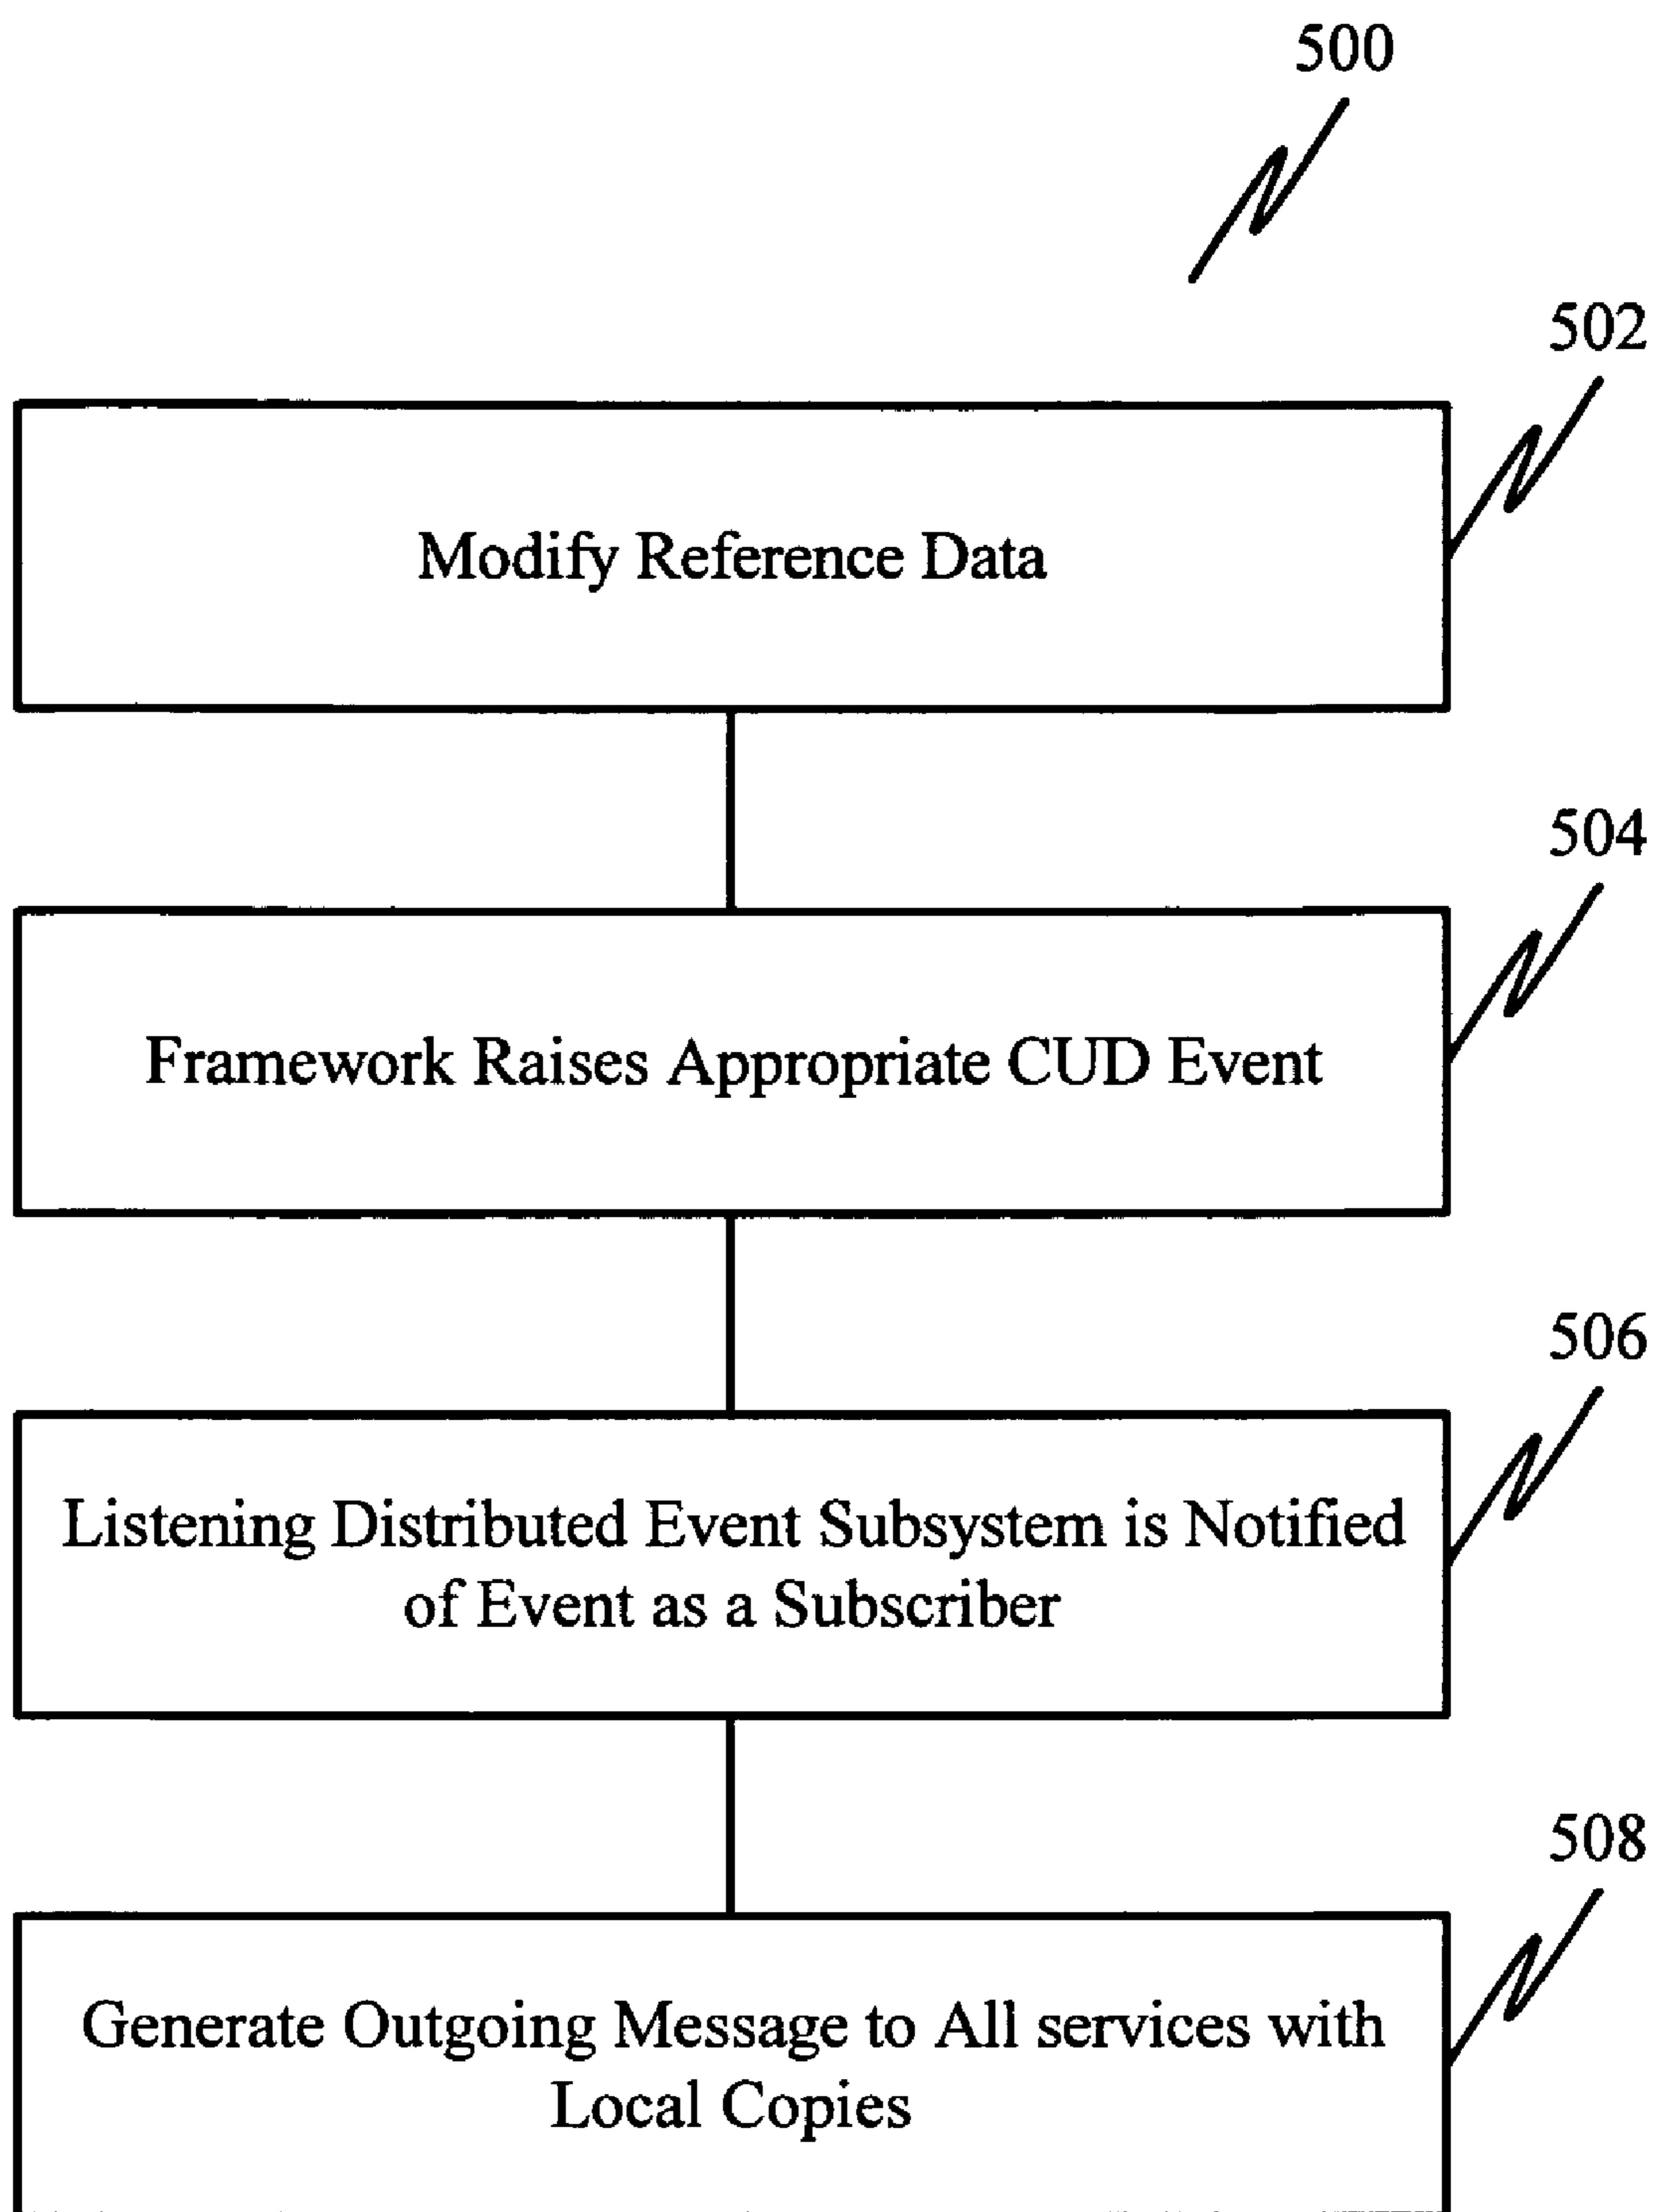 500
502
Modify Reference Data
504
Framework Raises Appropriate CUD Event
506
Listening Distributed Event Subsystem is Notified
of Event as a Subscriber
508
Generate Outgoing Message to All services with
Local Copies